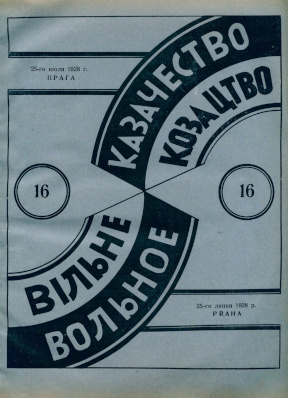 25-го июля 1928 г.
ПРАГА
КАЗАЧЕСТВО
КОЗАЦТВО
16
16
ВІЛЬНЕ
ВОЛЬНОЕ
25-го липня 1928 р.
PRAHA